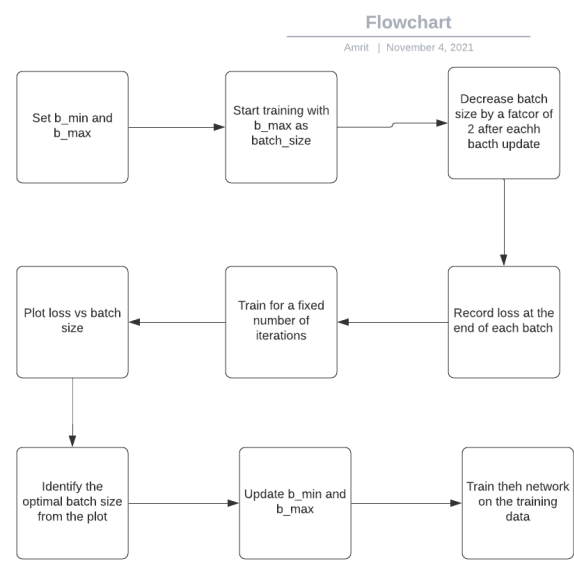 Flowchart
Amrit | November 4, 2021
Set b_min and
b_max
Start training with
b_max as
batch_size
Decrease batch
size by a fatcor of
2 after eachh
bacth update
Record loss at the
end of each batch
Train for a fixed
number of
iterations
Plot loss vs batch
size
Identify the
optimal batch size
from the plot
Update b_min and
b_max
Train theh network
on the training
data